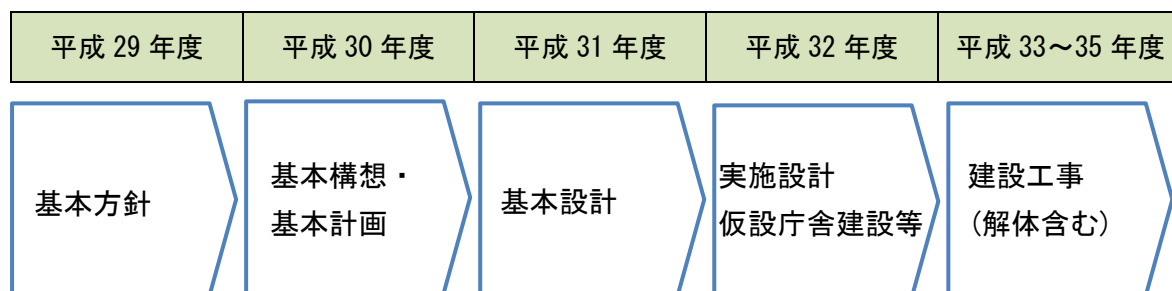 平成 29 年度
平成 30 年度
平成 31 年度
平成 32 年度
平成 33～35 年度
基本方針
基本構想・
基本計画
基本設計
実施設計
仮設庁舎建設等
建設工事
(解体含む)